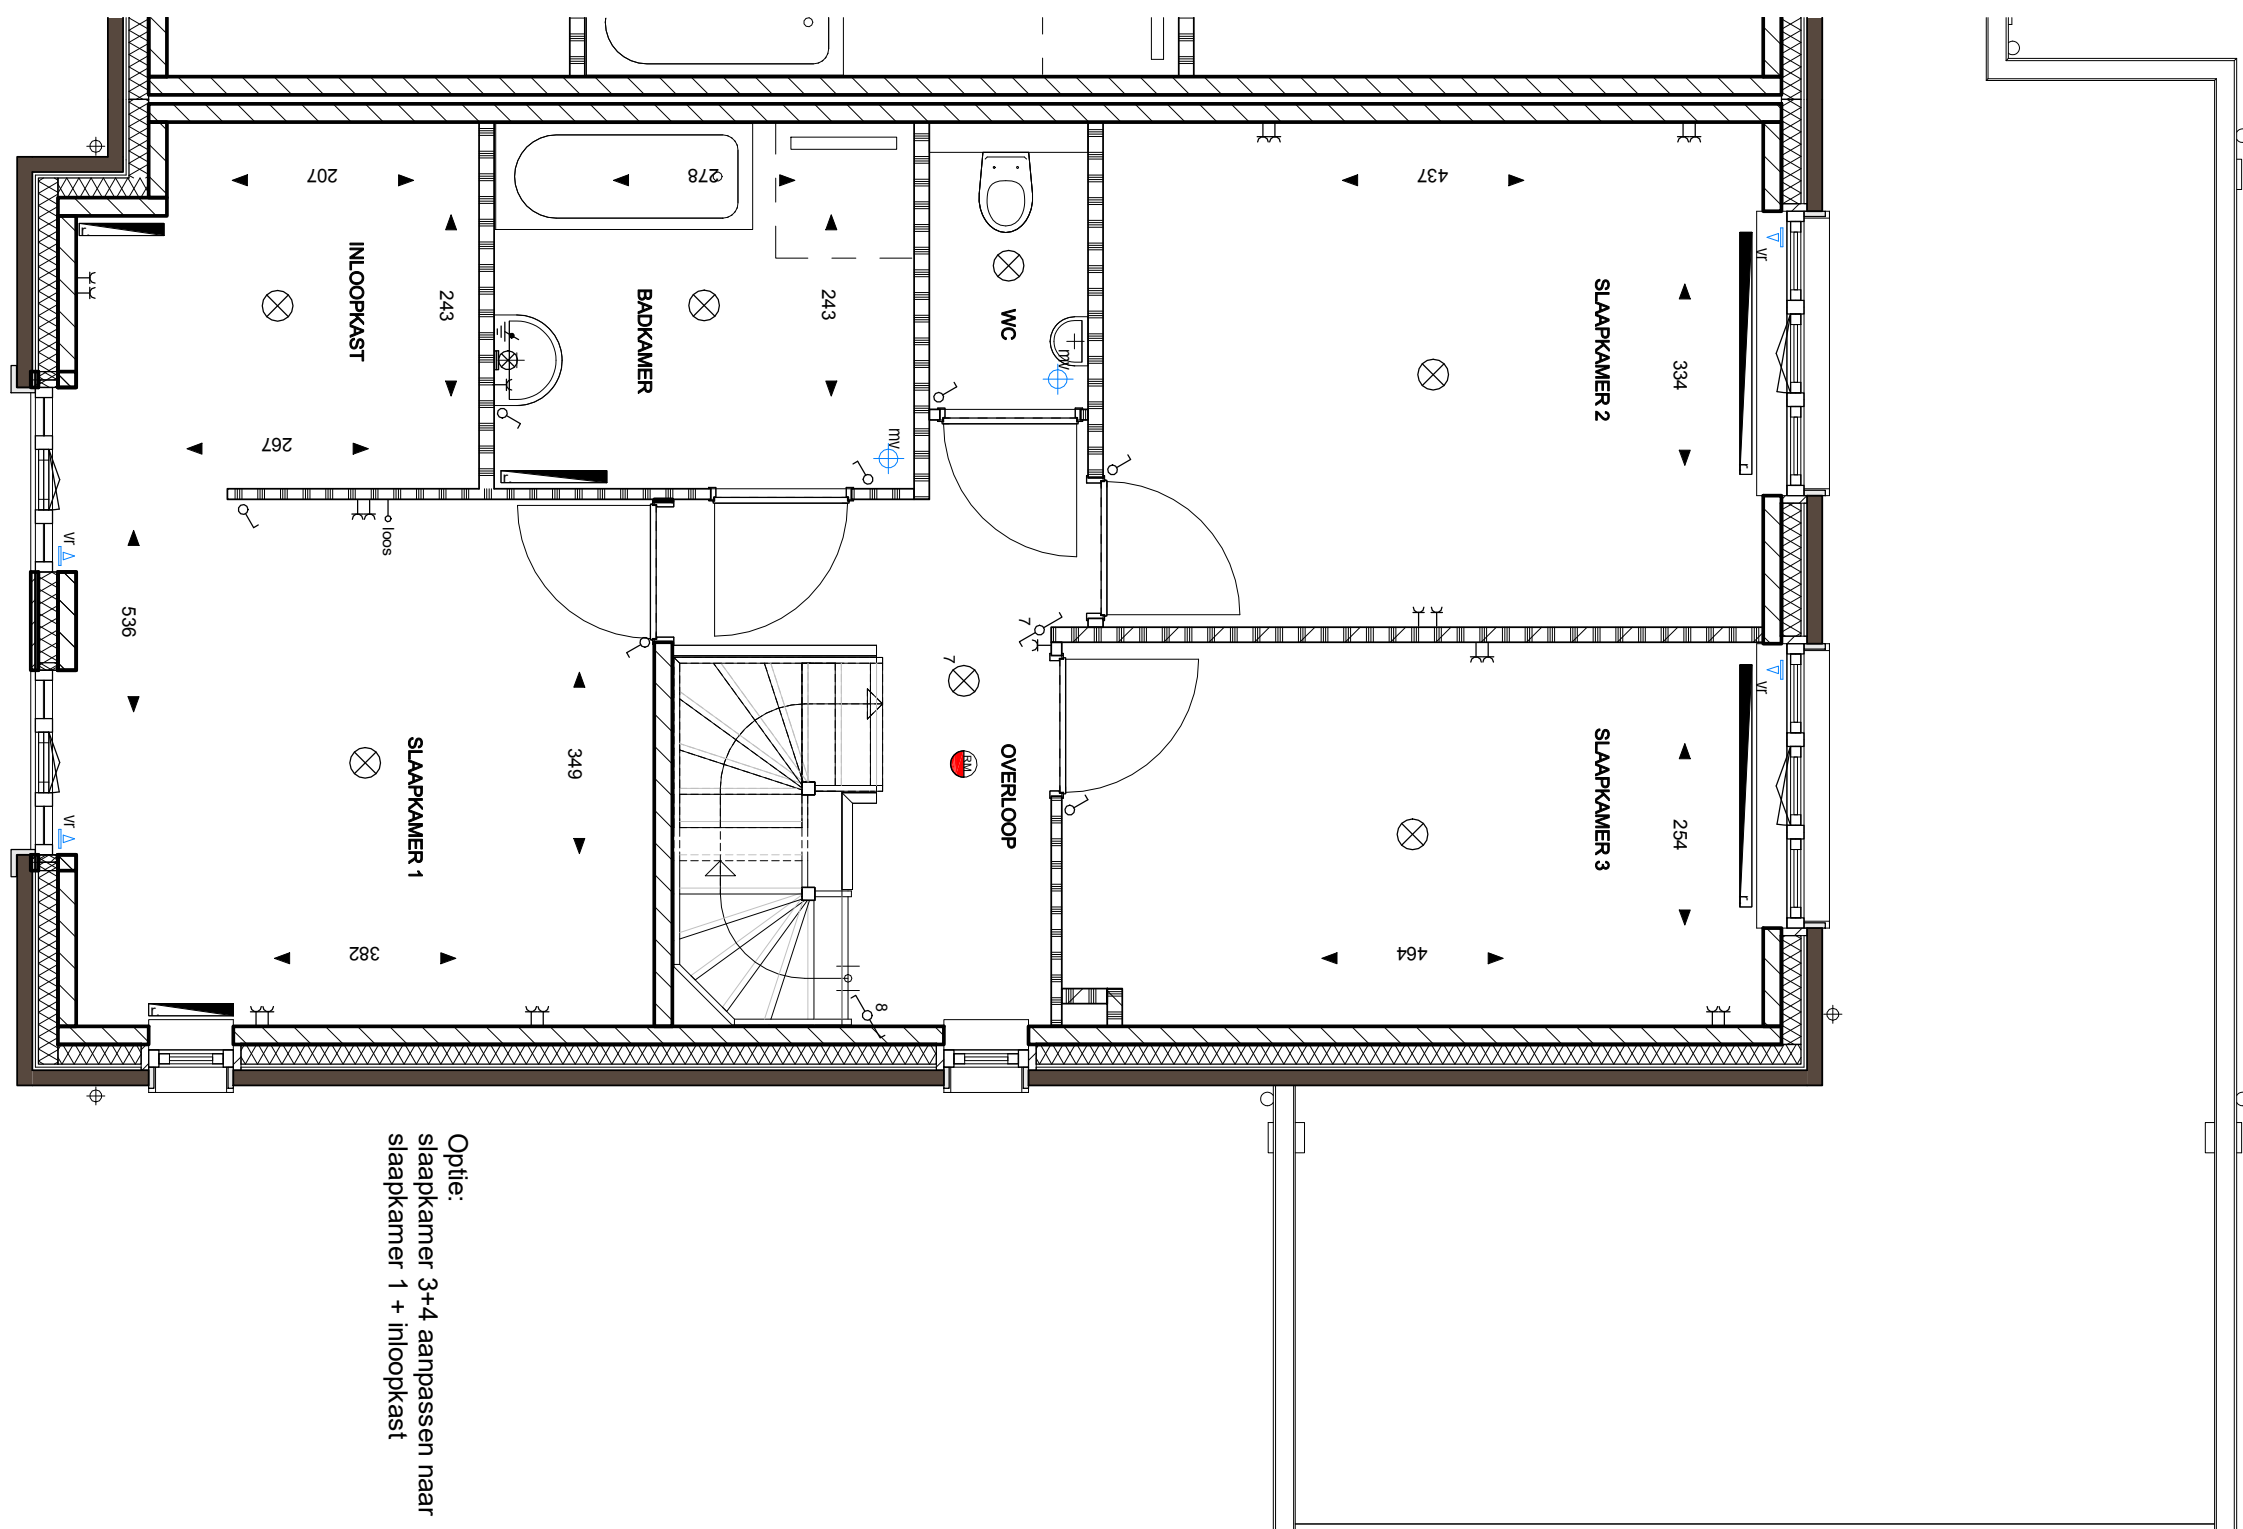 SLAAPKAMER 2
437
334
vr
SLAAPKAMER 3
254
464
vr
WC
mv
BADKAMER
278
243
mv
INLOOPKAST
207
243
267
loos
OVERLOOP
RM
7
7
8
SLAAPKAMER 1
349
382
536
vr
vr
r.
r.
r.
r
r
Optie:
slaapkamer 3+4 aanpassen naar
slaapkamer 1 + inloopkast